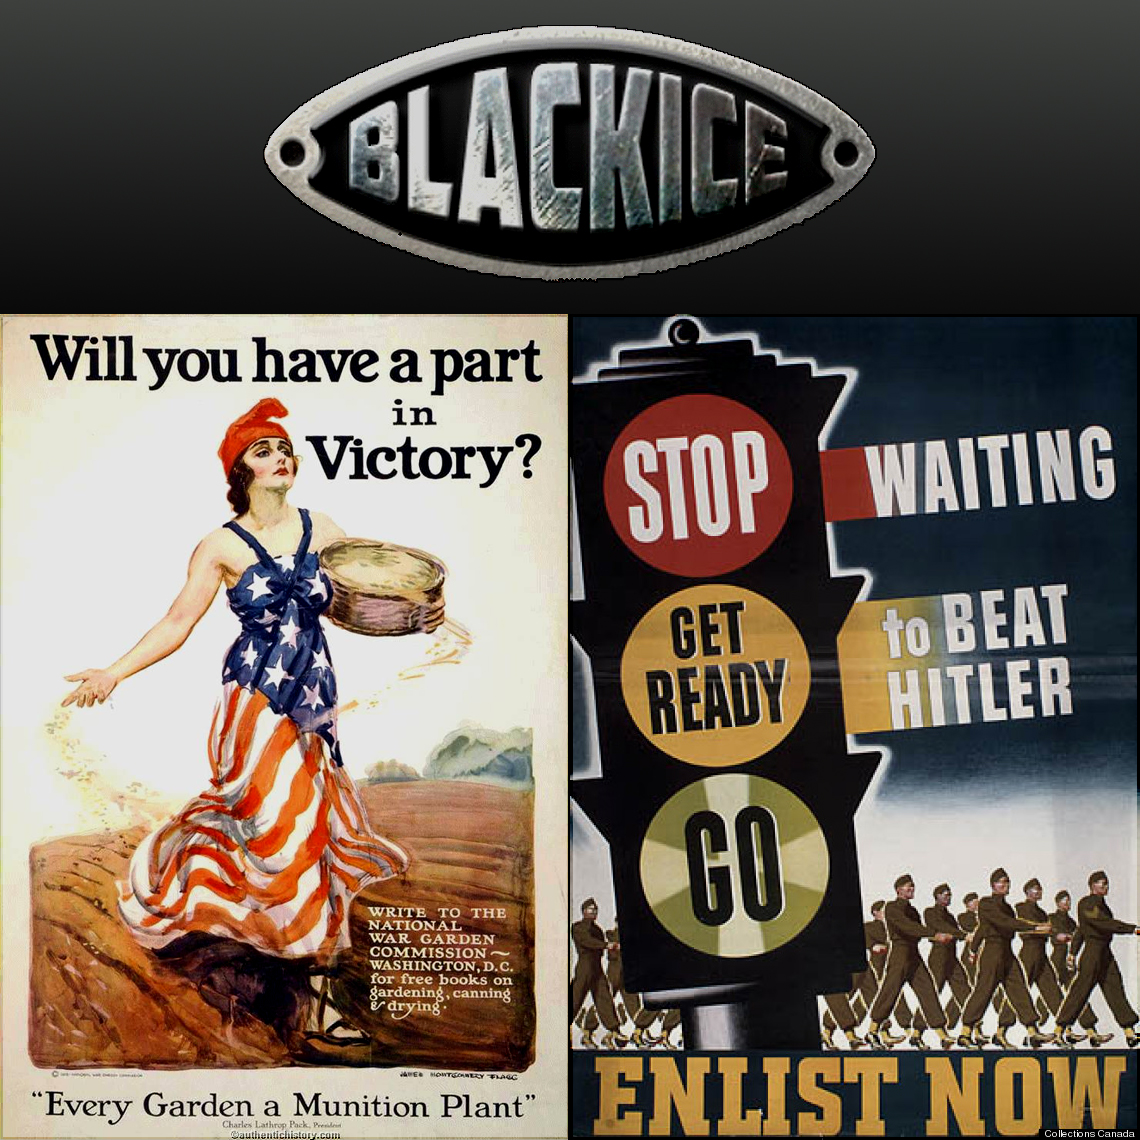 BLACKICE
Will you have a part
in
Victory?
WRITE TO THE
NATIONAL
WAR GARDEN
COMMISSION ~
WASHINGTON, D.C.
for free books on
gardening, canning
& drying.
JAMES MONTGOMERY FLAGG
"Every Garden a Munition Plant"
Charles Lathrop Pack, President
©authentichistory.com
STOP WAITING
GET READY
to BEAT
HITLER
GO
ENLIST NOW
Collections Canada